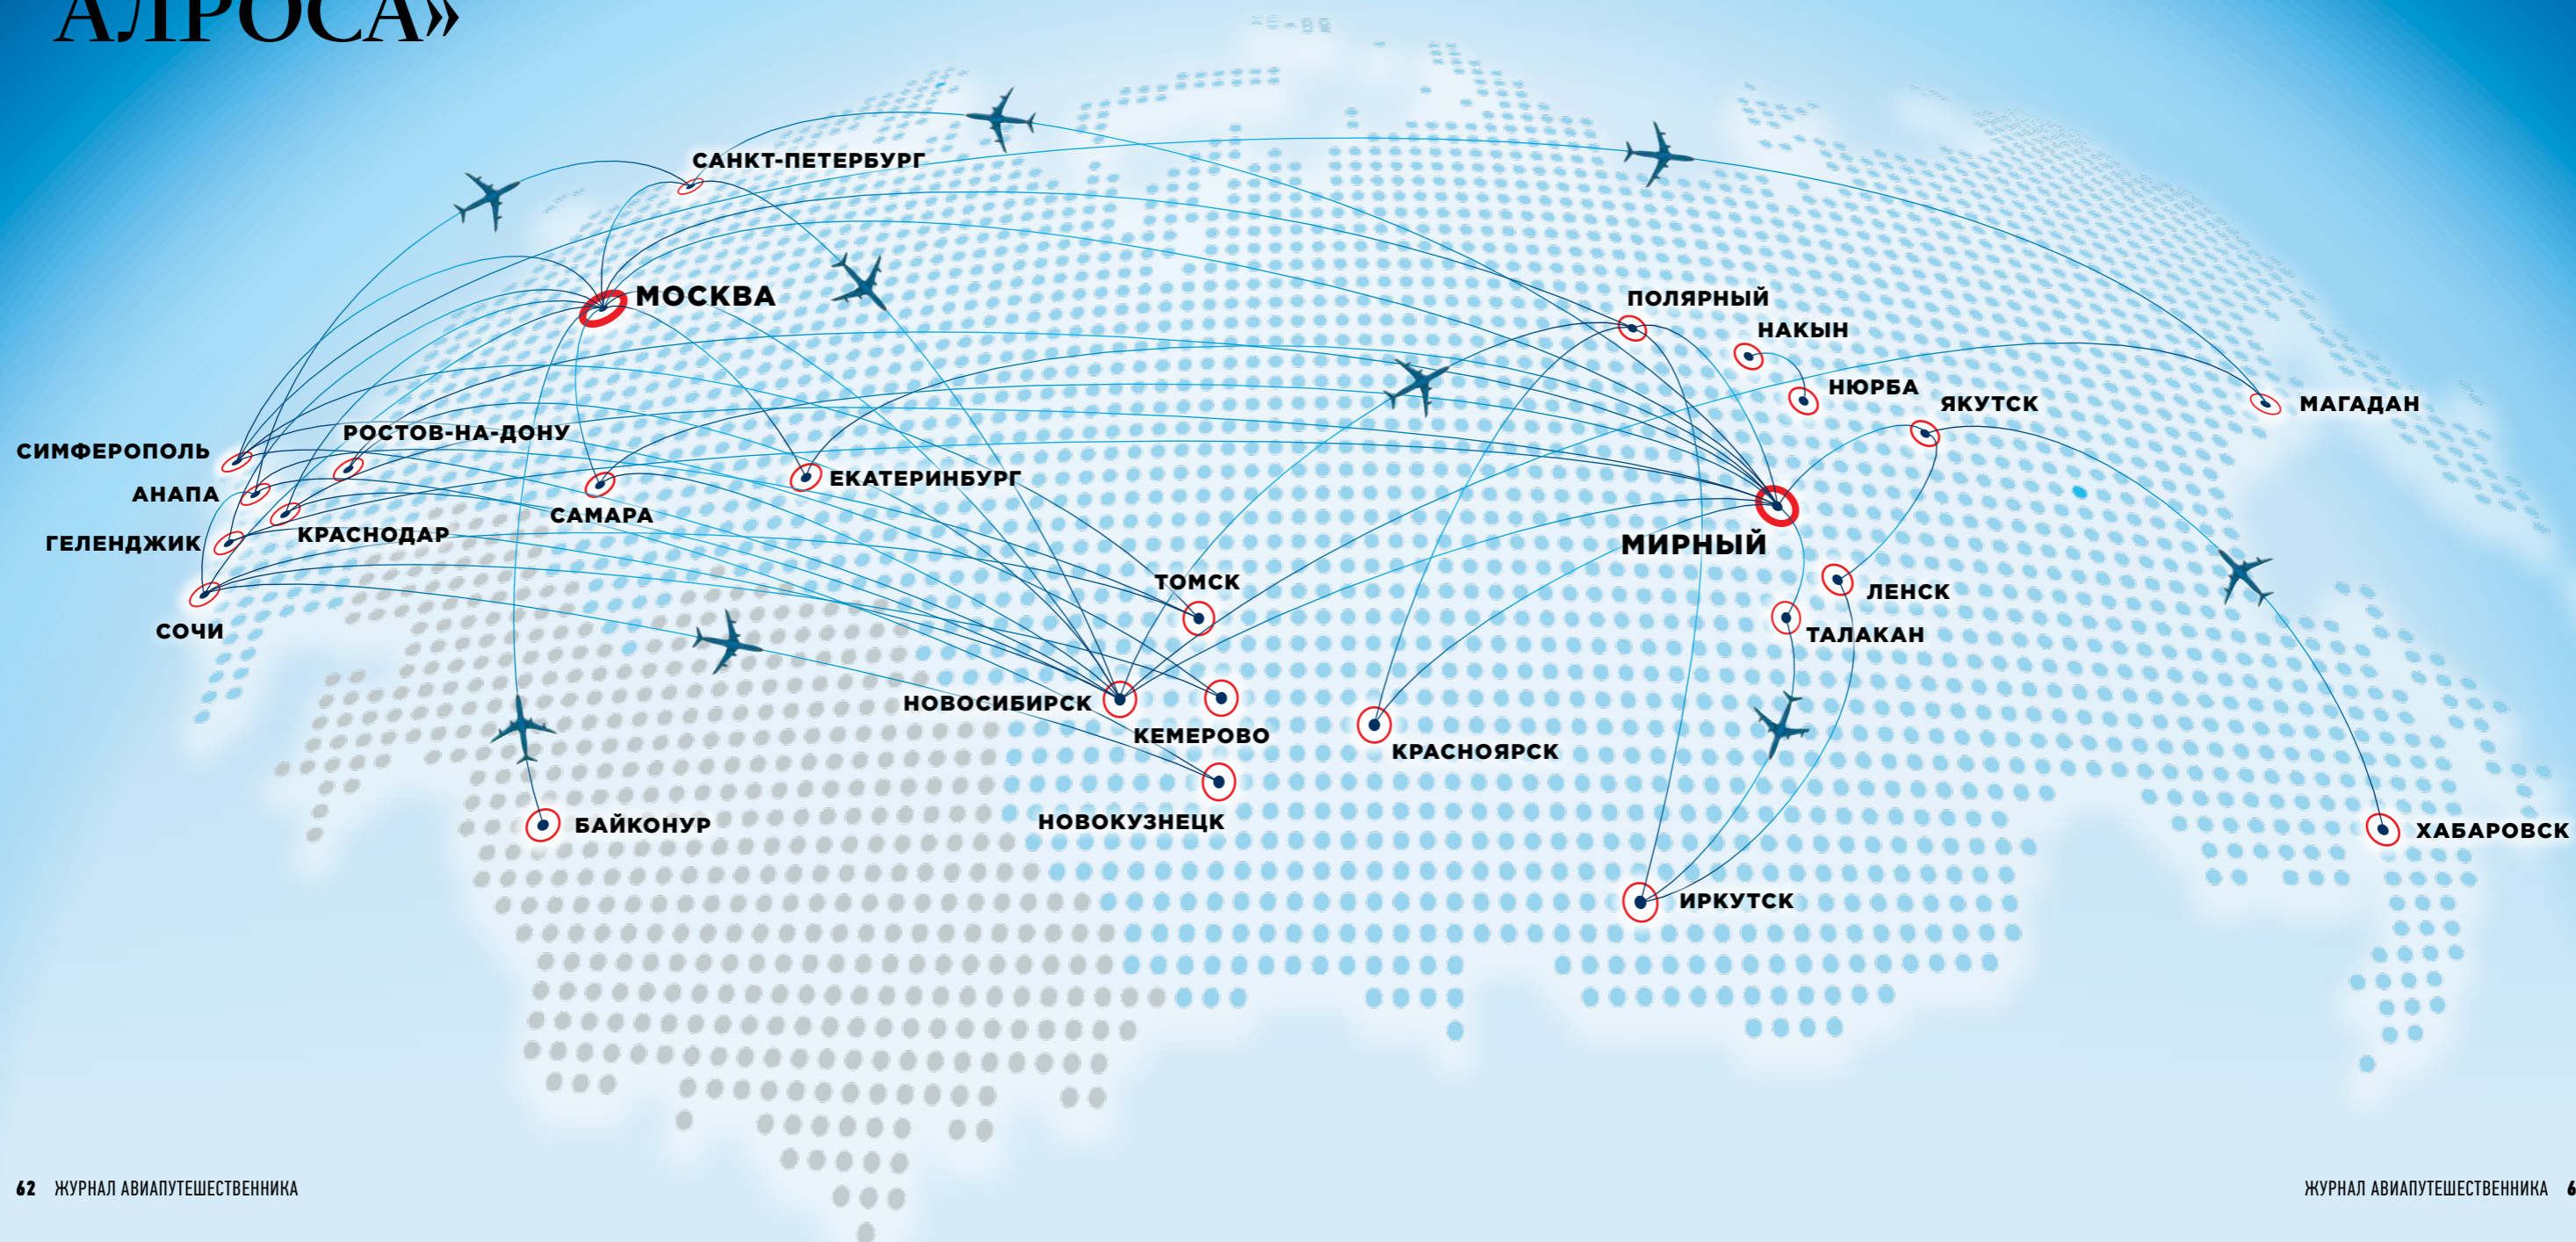 АЛРОСА»
САНКТ-ПЕТЕРБУРГ
МОСКВА
ПОЛЯРНЫЙ
НАКЫН
НЮРБА
ЯКУТСК
МАГАДАН
СИМФЕРОПОЛЬ
РОСТОВ-НА-ДОНУ
АНАПА
ЕКАТЕРИНБУРГ
САМАРА
КРАСНОДАР
ГЕЛЕНДЖИК
МИРНЫЙ
ТОМСК
ЛЕНСК
СОЧИ
ТАЛАКАН
НОВОСИБИРСК
КЕМЕРОВО
КРАСНОЯРСК
НОВОКУЗНЕЦК
БАЙКОНУР
ХАБАРОВСК
ИРКУТСК
62 ЖУРНАЛ АВИАПУТЕШЕСТВЕННИКА
ЖУРНАЛ АВИАПУТЕШЕСТВЕННИКА 6